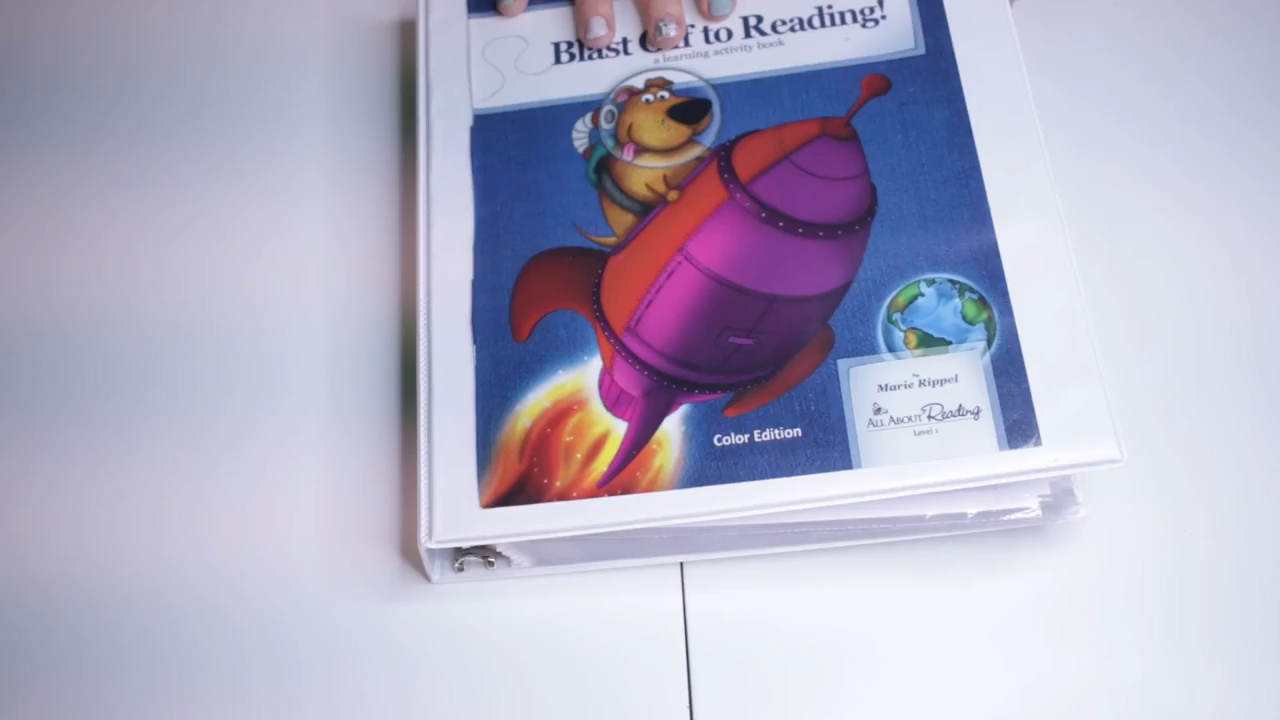 Blast Off to Reading!
a learning activity book
by
Marie Rippel
ALL ABOUT Reading
Level 1
Color Edition